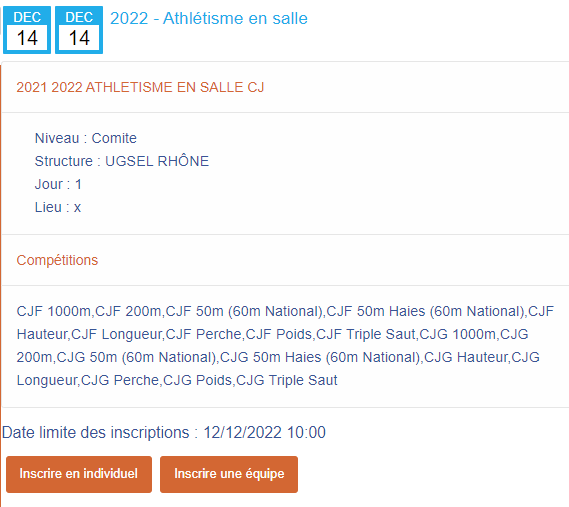 DEC DEC 2022 - Athlétisme en salle
14 14
2021 2022 ATHLETISME EN SALLE CJ
Niveau : Comite
Structure : UGSEL RHÔNE
Jour : 1
Lieu : x
Compétitions
CJF 1000m,CJF 200m,CJF 50m (60m National),CJF 50m Haies (60m National),CJF
Hauteur,CJF Longueur,CJF Perche,CJF Poids,CJF Triple Saut,CJG 1000m,CJG
200m,CJG 50m (60m National),CJG 50m Haies (60m National),CJG Hauteur,CJG
Longueur,CJG Perche,CJG Poids,CJG Triple Saut
Date limite des inscriptions : 12/12/2022 10:00
Inscrire en individuel Inscrire une équipe